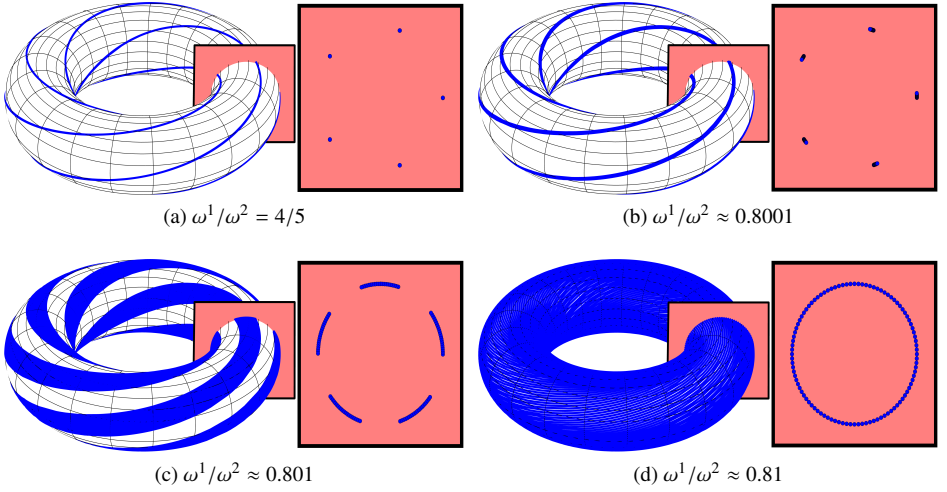 (a) ω¹/ω² = 4/5
(b) ω¹/ω² ≈ 0.8001
(c) ω¹/ω² ≈ 0.801
(d) ω¹/ω² ≈ 0.81